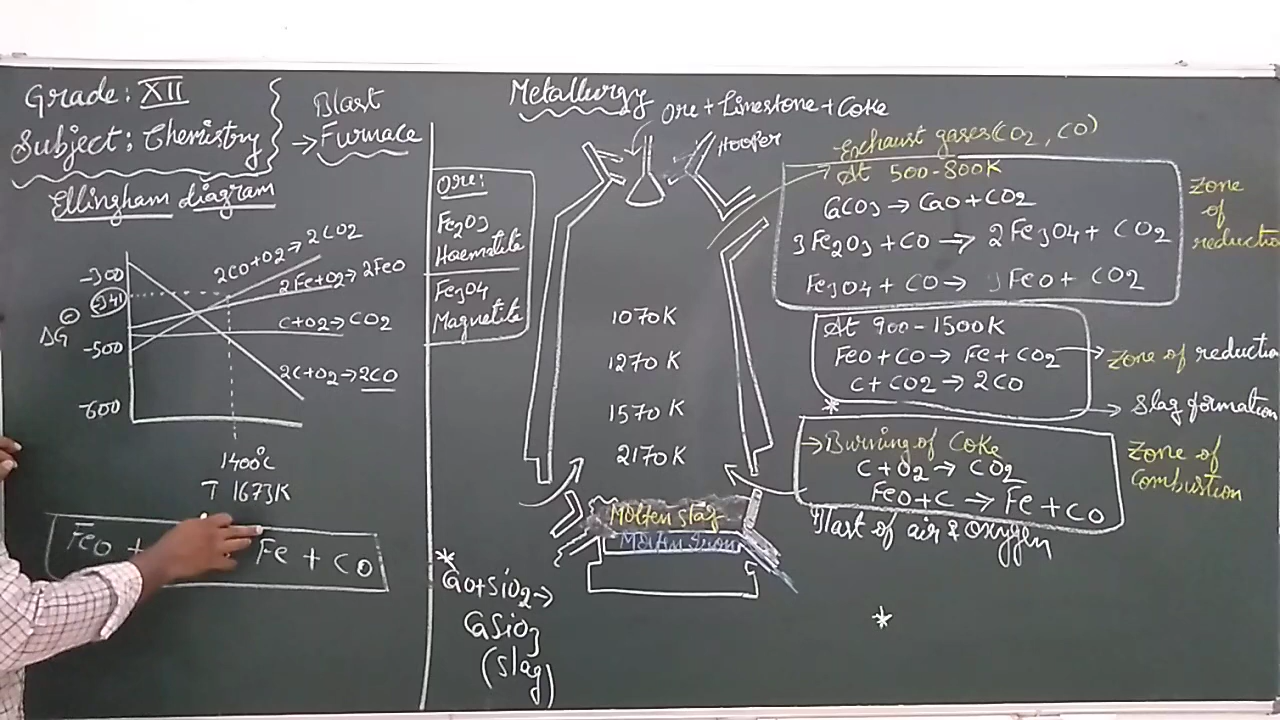 Grade: XII
Subject: Chemistry
→ Blast
Furnace
Ellingham diagram
2CO+O2→2CO2
-300
2Fe+O2→2FeO
-341
ΔG⊖
C+O2→CO2
-500
2C+O2→2CO
-600
1400°C
T 1673K
FeO +
Fe + CO
Ore:
Fe2O3
Haematite
Fe3O4
Magnetite
Metallurgy
Ore + Limestone + Coke
Hooper
1070K
1270 K
1570 K
2170K
Molten slag
Molten Iron
* CaO+SiO2→
CaSiO3
(slag)
Exhaust gases (CO2, CO)
At 500-800K
CaCO3 → CaO + CO2
3Fe2O3 + CO → 2Fe3O4 + CO2
Fe3O4 + CO → 3FeO + CO2
Zone
of
reduction
At 900-1500K
FeO + CO → Fe + CO2 → Zone of reduction
C + CO2 → 2CO
* → Slag formation
→ Burning of Coke
C + O2 → CO2
FeO + C → Fe + CO
Zone of
Combustion
Blast of air & oxygen
*